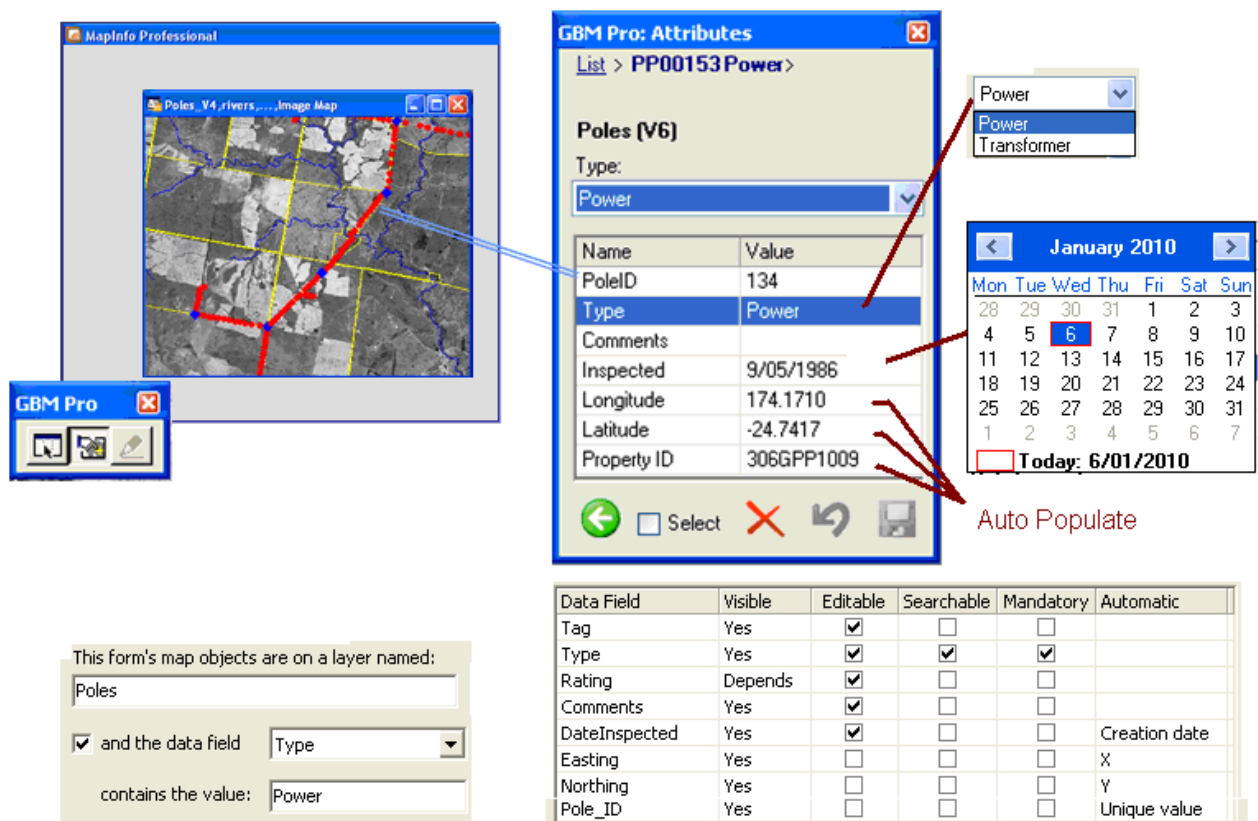 MapInfo Professional
Poles_V4,rivers,...,Image Map
GBM Pro
GBM Pro: Attributes
List > PP00153 Power>
Poles (V6)
Type:
Power
Name Value
PoleID 134
Type Power
Comments
Inspected 9/05/1986
Longitude 174.1710
Latitude -24.7417
Property ID 306GPP1009
Select
Power
Power
Transformer
January 2010
Mon Tue Wed Thu Fri Sat Sun
28 29 30 31 1 2 3
4 5 6 7 8 9 10
11 12 13 14 15 16 17
18 19 20 21 22 23 24
25 26 27 28 29 30 31
1 2 3 4 5 6 7
Today: 6/01/2010
Auto Populate
This form's map objects are on a layer named:
Poles
and the data field Type
contains the value: Power
Data Field Visible Editable Searchable Mandatory Automatic
Tag Yes
Type Yes
Rating Depends
Comments Yes
DateInspected Yes Creation date
Easting Yes X
Northing Yes Y
Pole_ID Yes Unique value